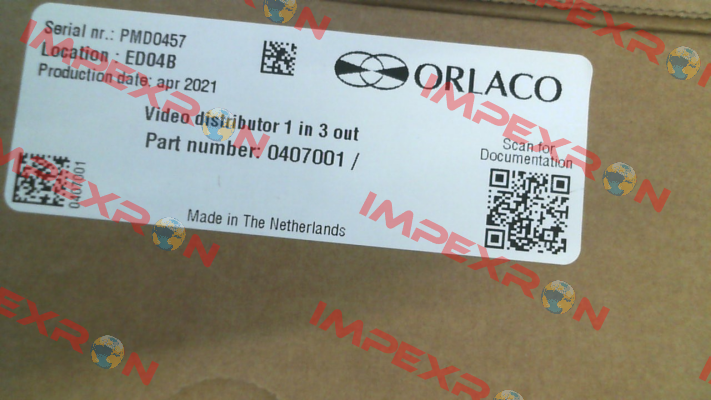 Serial nr.: PMD0457
Location : ED04B
Production date: apr 2021
ORLACO
Video distributor 1 in 3 out
Part number: 0407001 /
Scan for
Documentation
0407001
Made in The Netherlands
IMPEXRON
IMPEXRON
IMPEXRON
IMPEXRON
IMPEXRON
IMPEXRON